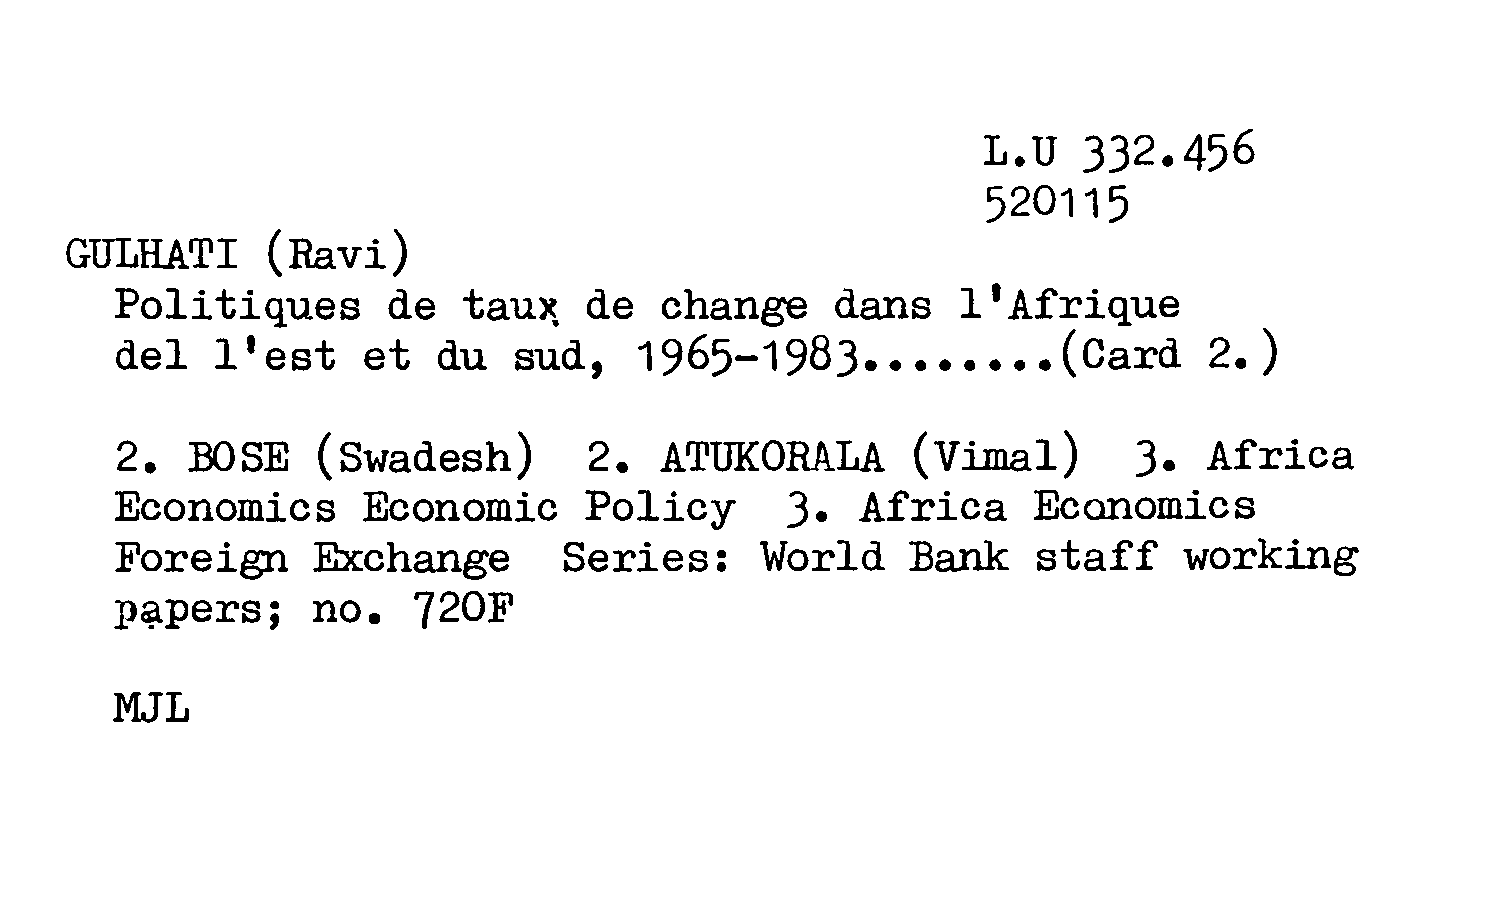 L.U 332.456
520115
GULHATI (Ravi)
Politiques de taux de change dans l'Afrique
del l'est et du sud, 1965-1983........(Card 2.)
2. BOSE (Swadesh)  2. ATUKORALA (Vimal)  3. Africa
Economics Economic Policy  3. Africa Economics
Foreign Exchange  Series: World Bank staff working
papers; no. 720F
MJL